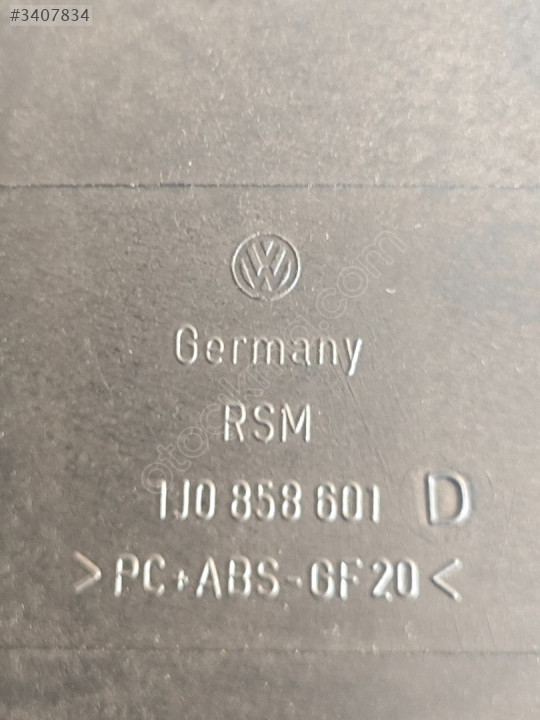 #3407834
Germany
RSM
1J0 858 601 D
>PC+ABS-GF20<